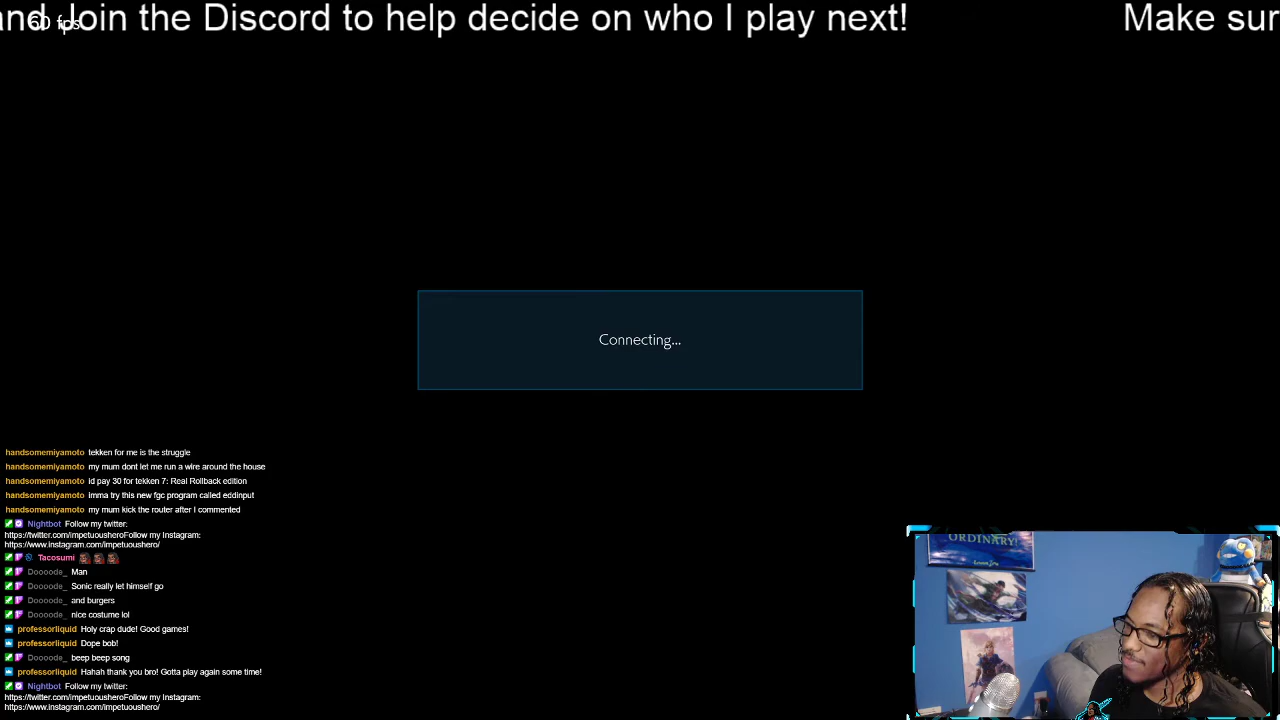 and Join the Discord to help decide on who I play next! Make sur
60 fps
Connecting...
handsomemiyamoto tekken for me is the struggle
handsomemiyamoto my mum dont let me run a wire around the house
handsomemiyamoto id pay 30 for tekken 7: Real Rollback edition
handsomemiyamoto imma try this new fgc program called eddinput
handsomemiyamoto my mum kick the router after I commented
Nightbot Follow my twitter:
https://twitter.com/impetuousheroFollow my Instagram:
https://www.instagram.com/impetuoushero/
Tacosumi
Doooode_ Man
Doooode_ Sonic really let himself go
Doooode_ and burgers
Doooode_ nice costume lol
professorliquid Holy crap dude! Good games!
professorliquid Dope bob!
Doooode_ beep beep song
professorliquid Hahah thank you bro! Gotta play again some time!
Nightbot Follow my twitter:
https://twitter.com/impetuousheroFollow my Instagram:
https://www.instagram.com/impetuoushero/
ORDINARY!